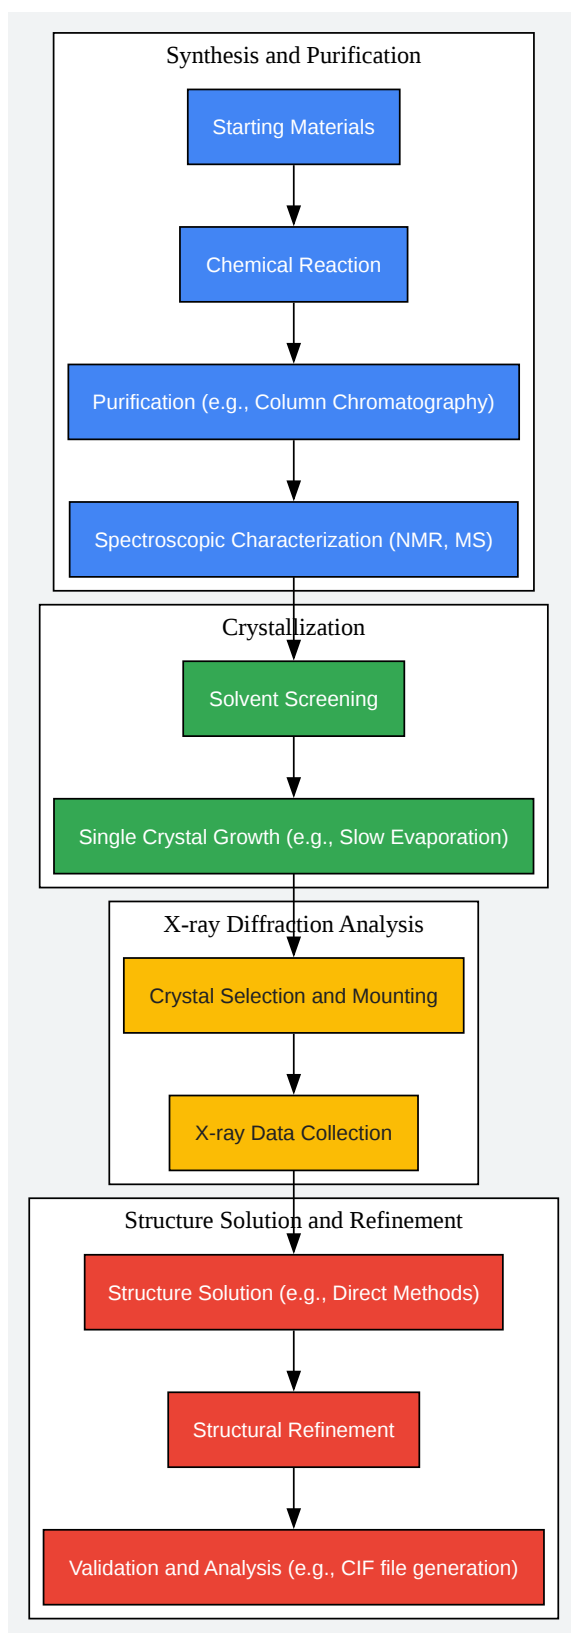 Synthesis and Purification
Starting Materials
Chemical Reaction
Purification (e.g., Column Chromatography)
Spectroscopic Characterization (NMR, MS)
Crystallization
Solvent Screening
Single Crystal Growth (e.g., Slow Evaporation)
X-ray Diffraction Analysis
Crystal Selection and Mounting
X-ray Data Collection
Structure Solution and Refinement
Structure Solution (e.g., Direct Methods)
Structural Refinement
Validation and Analysis (e.g., CIF file generation)